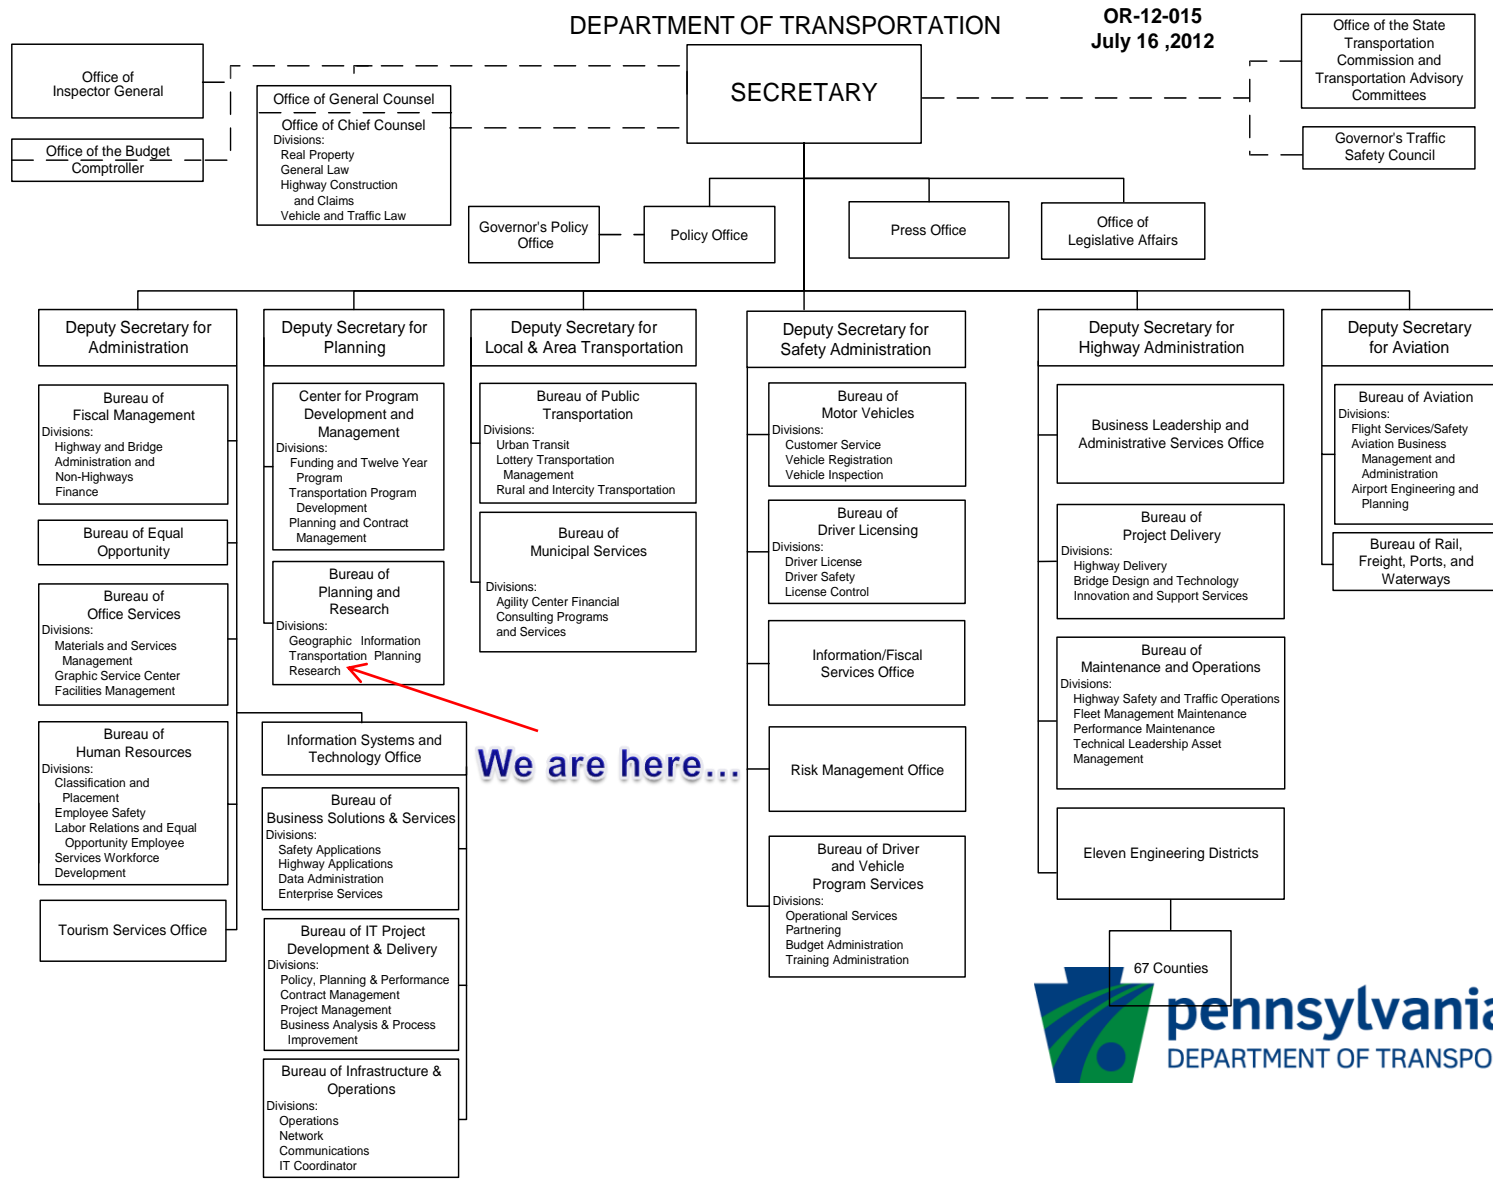 DEPARTMENT OF TRANSPORTATION
OR-12-015
July 16 ,2012
Office of
Inspector General
Office of the Budget
Comptroller
Office of General Counsel
Office of Chief Counsel
Divisions:
Real Property
General Law
Highway Construction
and Claims
Vehicle and Traffic Law
SECRETARY
Office of the State
Transportation
Commission and
Transportation Advisory
Committees
Governor's Traffic
Safety Council
Governor's Policy
Office
Policy Office
Press Office
Office of
Legislative Affairs
Deputy Secretary for
Administration
Bureau of
Fiscal Management
Divisions:
Highway and Bridge
Administration and
Non-Highways
Finance
Bureau of Equal
Opportunity
Bureau of
Office Services
Divisions:
Materials and Services
Management
Graphic Service Center
Facilities Management
Bureau of
Human Resources
Divisions:
Classification and
Placement
Employee Safety
Labor Relations and Equal
Opportunity Employee
Services Workforce
Development
Tourism Services Office
Deputy Secretary for
Planning
Center for Program
Development and
Management
Divisions:
Funding and Twelve Year
Program
Transportation Program
Development
Planning and Contract
Management
Bureau of
Planning and
Research
Divisions:
Geographic Information
Transportation Planning
Research
Information Systems and
Technology Office
Bureau of
Business Solutions & Services
Divisions:
Safety Applications
Highway Applications
Data Administration
Enterprise Services
Bureau of IT Project
Development & Delivery
Divisions:
Policy, Planning & Performance
Contract Management
Project Management
Business Analysis & Process
Improvement
Bureau of Infrastructure &
Operations
Divisions:
Operations
Network
Communications
IT Coordinator
Deputy Secretary for
Local & Area Transportation
Bureau of Public
Transportation
Divisions:
Urban Transit
Lottery Transportation
Management
Rural and Intercity Transportation
Bureau of
Municipal Services
Divisions:
Agility Center Financial
Consulting Programs
and Services
We are here...
Deputy Secretary for
Safety Administration
Bureau of
Motor Vehicles
Divisions:
Customer Service
Vehicle Registration
Vehicle Inspection
Bureau of
Driver Licensing
Divisions:
Driver License
Driver Safety
License Control
Information/Fiscal
Services Office
Risk Management Office
Bureau of Driver
and Vehicle
Program Services
Divisions:
Operational Services
Partnering
Budget Administration
Training Administration
Deputy Secretary for
Highway Administration
Business Leadership and
Administrative Services Office
Bureau of
Project Delivery
Divisions:
Highway Delivery
Bridge Design and Technology
Innovation and Support Services
Bureau of
Maintenance and Operations
Divisions:
Highway Safety and Traffic Operations
Fleet Management Maintenance
Performance Maintenance
Technical Leadership Asset
Management
Eleven Engineering Districts
67 Counties
Deputy Secretary
for Aviation
Bureau of Aviation
Divisions:
Flight Services/Safety
Aviation Business
Management and
Administration
Airport Engineering and
Planning
Bureau of Rail,
Freight, Ports, and
Waterways
pennsylvania
DEPARTMENT OF TRANSPO